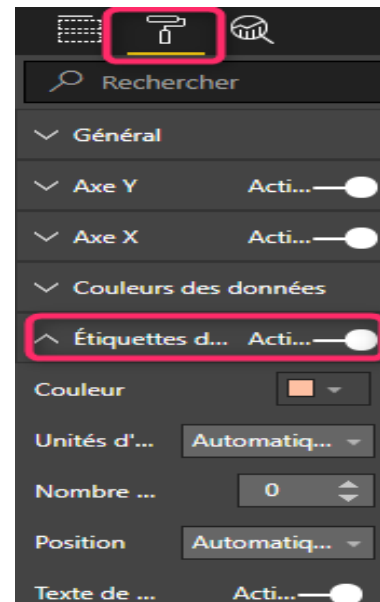 Rechercher
Général
Axe Y Acti...
Axe X Acti...
Couleurs des données
Étiquettes d... Acti...
Couleur
Unités d'... Automatiq...
Nombre ... 0
Position Automatiq...
Texte de ... Acti...